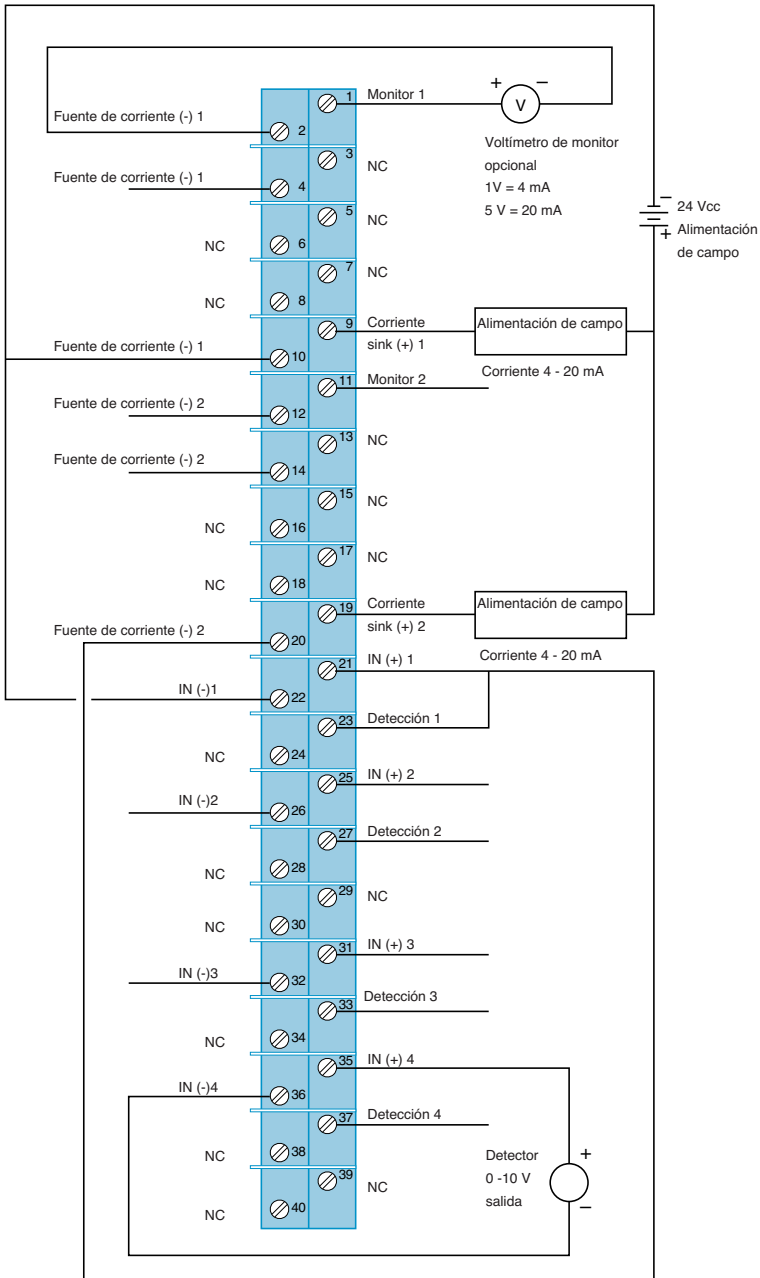 1 Monitor 1
+ −
V
Fuente de corriente (-) 1
2
Voltímetro de monitor
opcional
1V = 4 mA
5 V = 20 mA
3 NC
Fuente de corriente (-) 1
4
5 NC
− 24 Vcc
+ Alimentación
de campo
NC 6
7 NC
NC 8
9 Corriente
sink (+) 1
Alimentación de campo
Fuente de corriente (-) 1
10
Corriente 4 - 20 mA
11 Monitor 2
Fuente de corriente (-) 2
12
13 NC
Fuente de corriente (-) 2
14
15 NC
NC 16
17 NC
NC 18
19 Corriente
sink (+) 2
Alimentación de campo
Fuente de corriente (-) 2
20
Corriente 4 - 20 mA
21 IN (+) 1
IN (-)1
22
23 Detección 1
NC 24
25 IN (+) 2
IN (-)2
26
27 Detección 2
NC 28
29 NC
NC 30
31 IN (+) 3
IN (-)3
32
33 Detección 3
NC 34
35 IN (+) 4
IN (-)4
36
37 Detección 4
NC 38
Detector
0 -10 V
salida
+
−
39 NC
NC 40